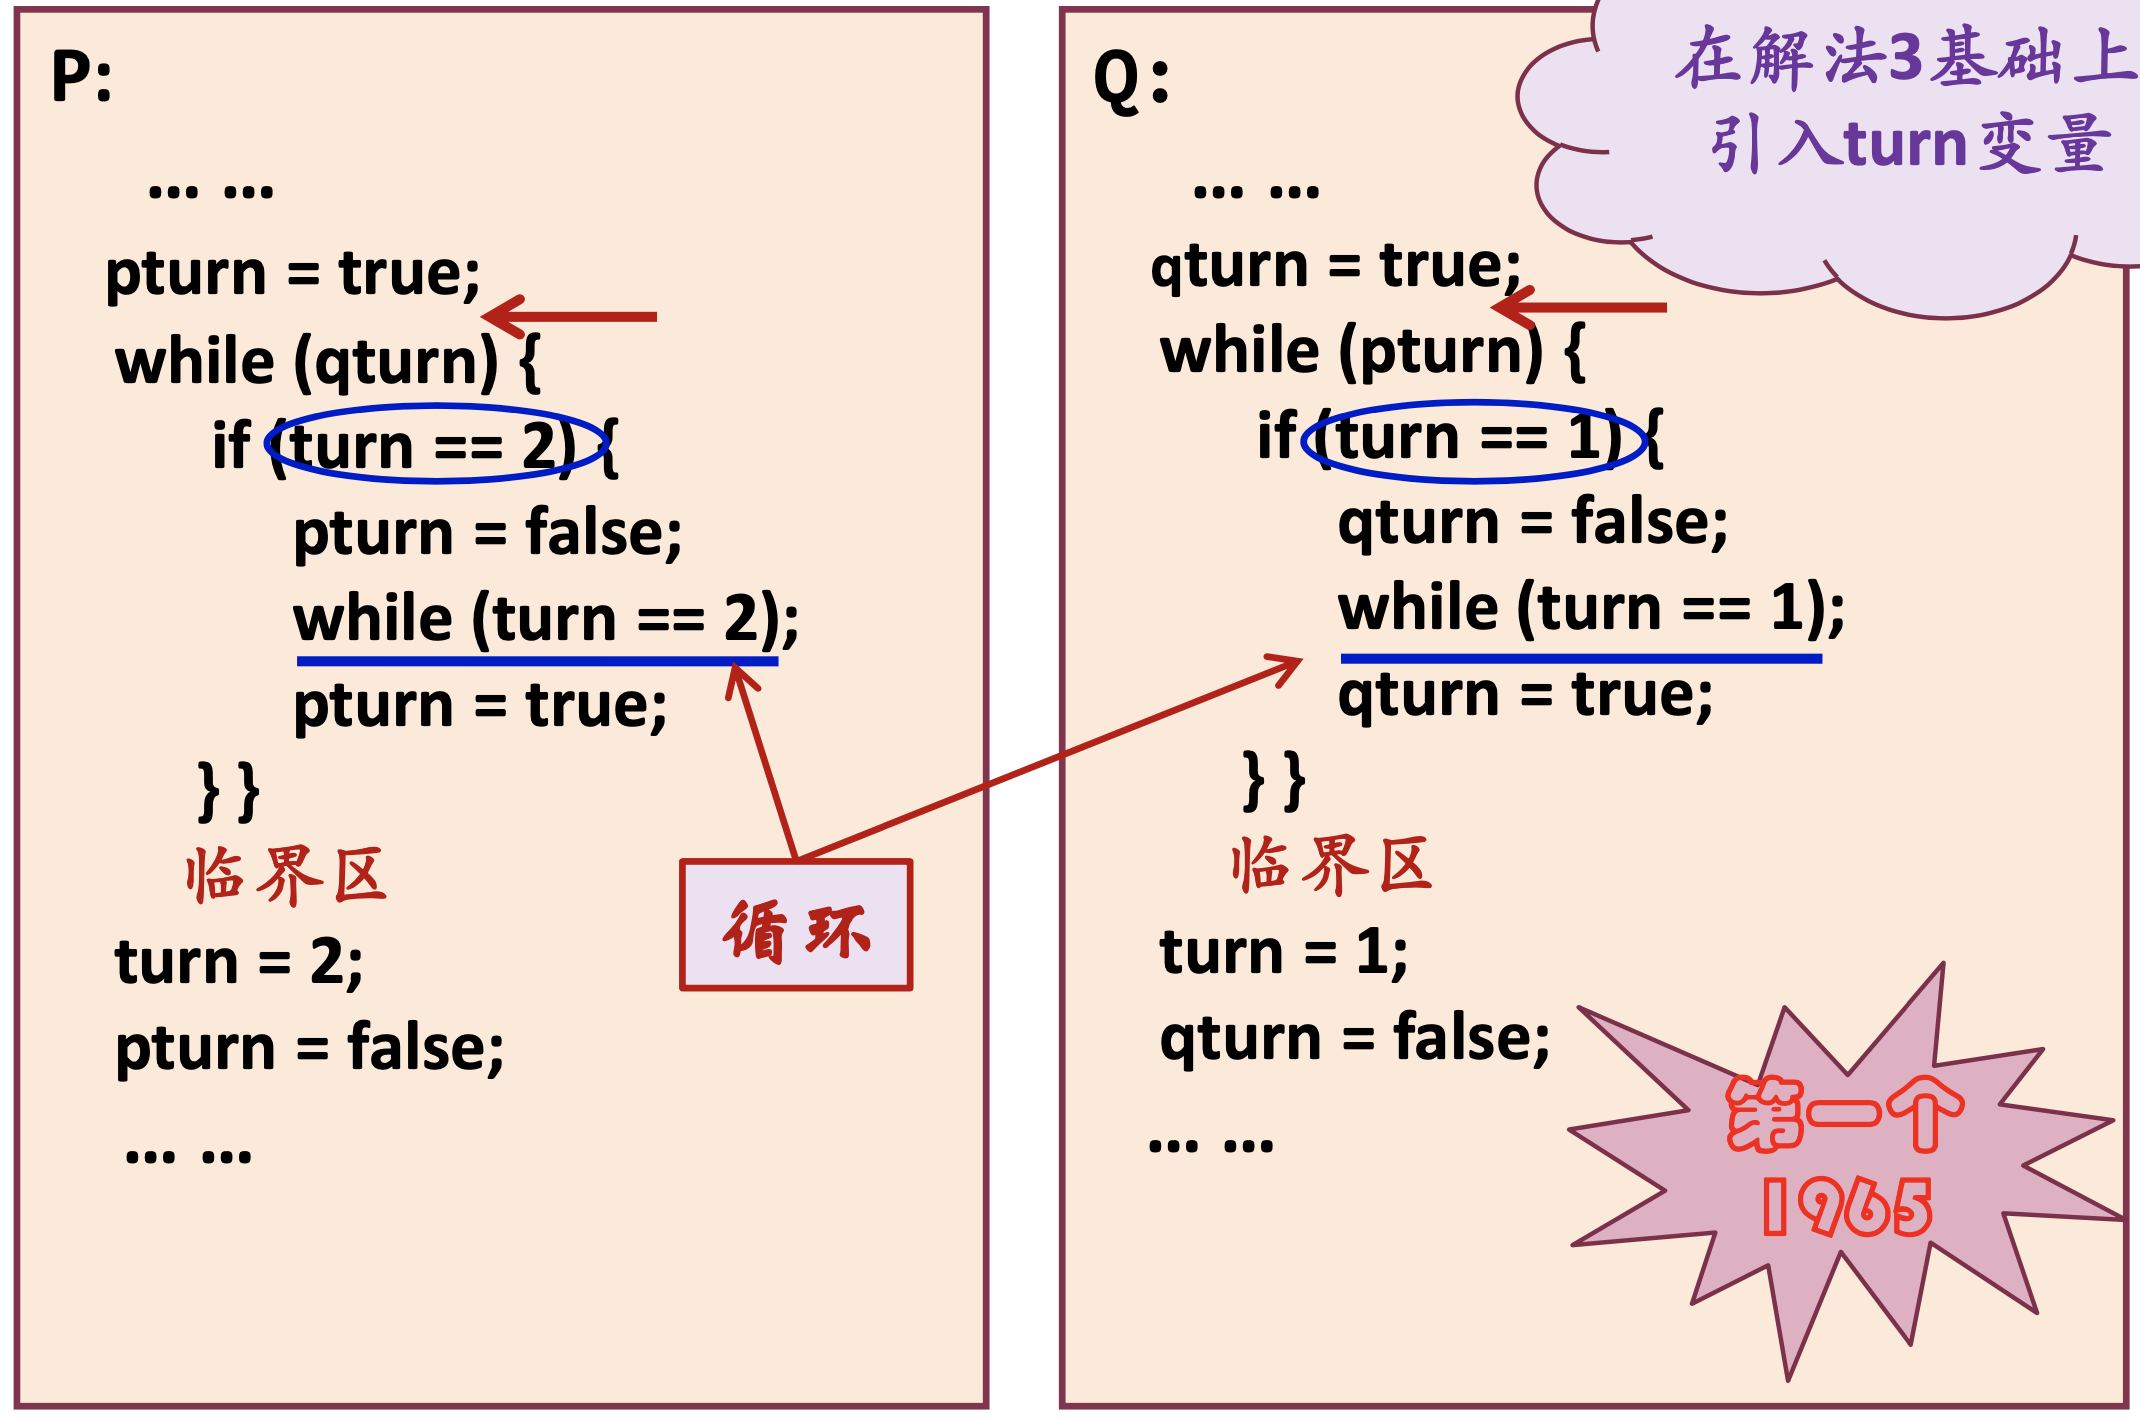 P:
... ...
pturn = true;
while (qturn) {
if (turn == 2) {
pturn = false;
while (turn == 2);
pturn = true;
} }
临界区
turn = 2;
pturn = false;
... ...
循环
Q:
... ...
qturn = true;
while (pturn) {
if (turn == 1) {
qturn = false;
while (turn == 1);
qturn = true;
} }
临界区
turn = 1;
qturn = false;
... ...
在解法3基础上
引入turn变量
第一个
1965